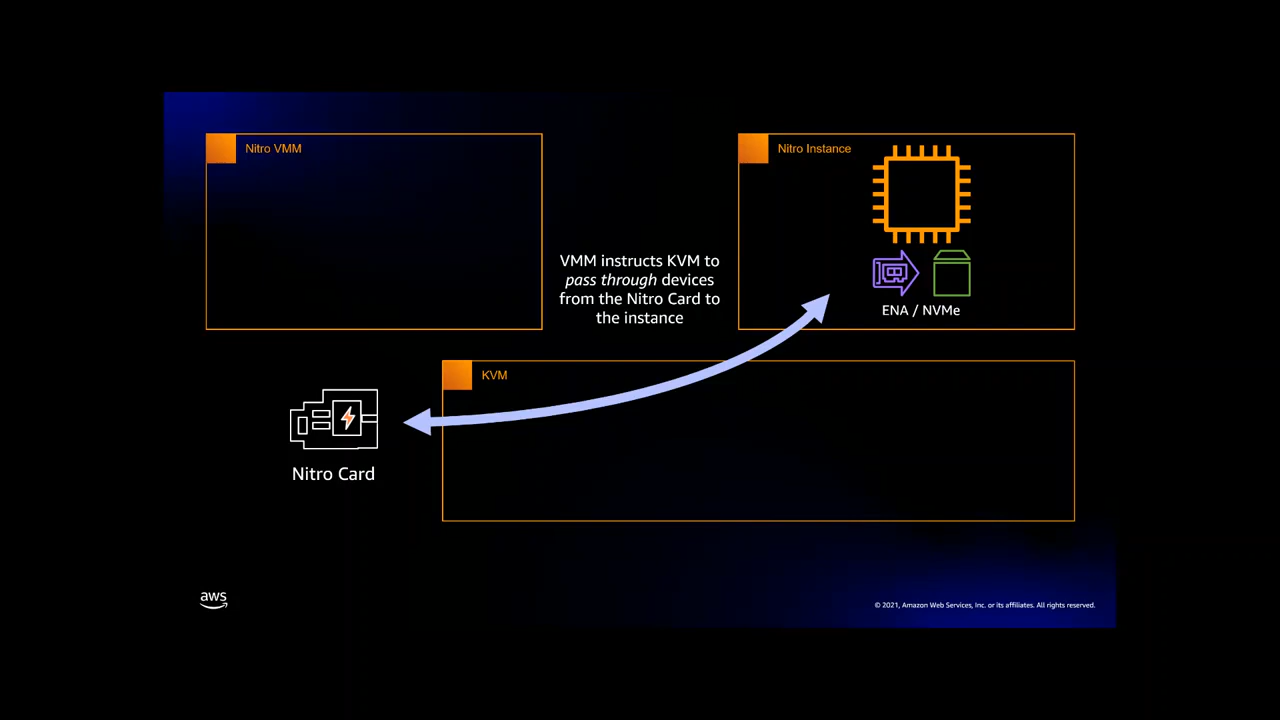 Nitro VMM
Nitro Instance
VMM instructs KVM to
pass through devices
from the Nitro Card to
the instance
ENA / NVMe
KVM
Nitro Card
aws
© 2021, Amazon Web Services, Inc. or its affiliates. All rights reserved.